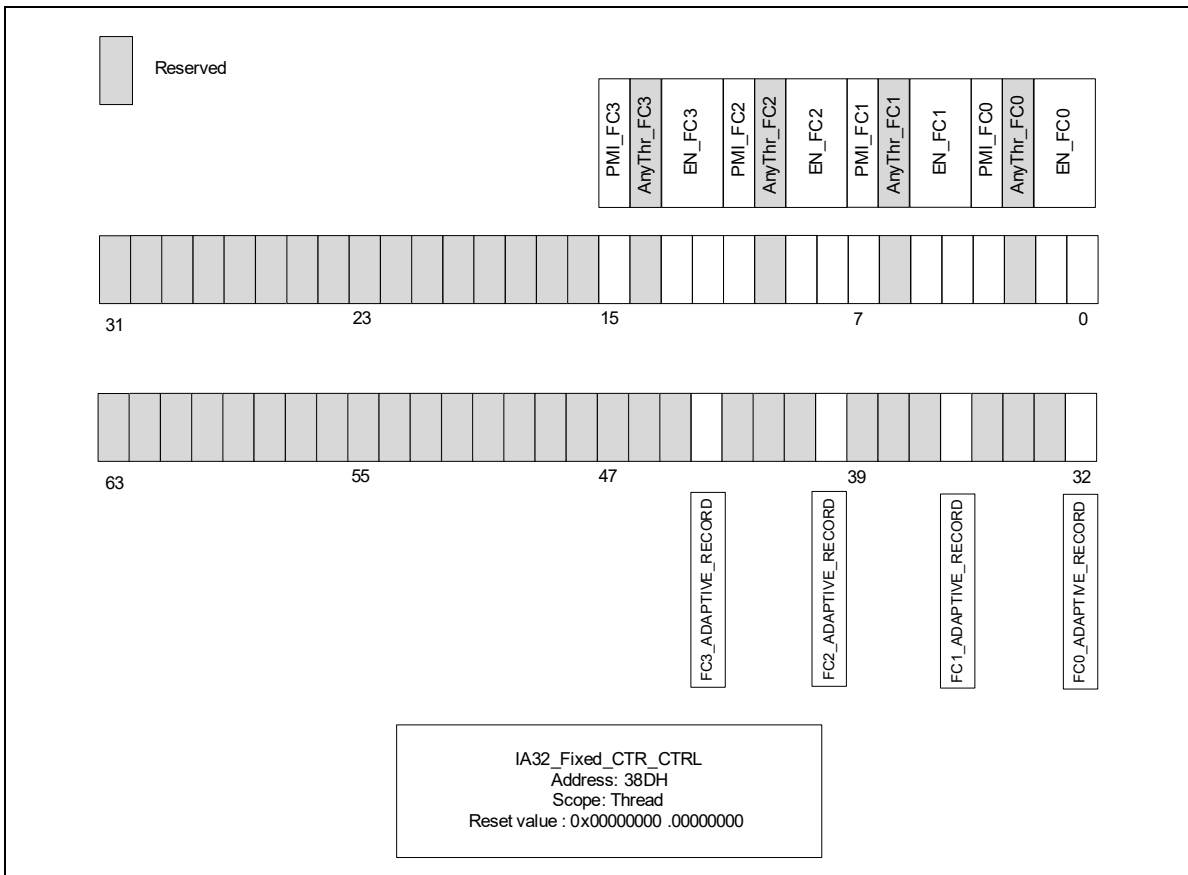 Reserved
PMI_FC3
AnyThr_FC3
EN_FC3
PMI_FC2
AnyThr_FC2
EN_FC2
PMI_FC1
AnyThr_FC1
EN_FC1
PMI_FC0
AnyThr_FC0
EN_FC0
31 23 15 7 0
63 55 47 39 32
FC3_ADAPTIVE_RECORD
FC2_ADAPTIVE_RECORD
FC1_ADAPTIVE_RECORD
FC0_ADAPTIVE_RECORD
IA32_Fixed_CTR_CTRL
Address: 38DH
Scope: Thread
Reset value : 0x00000000 .00000000